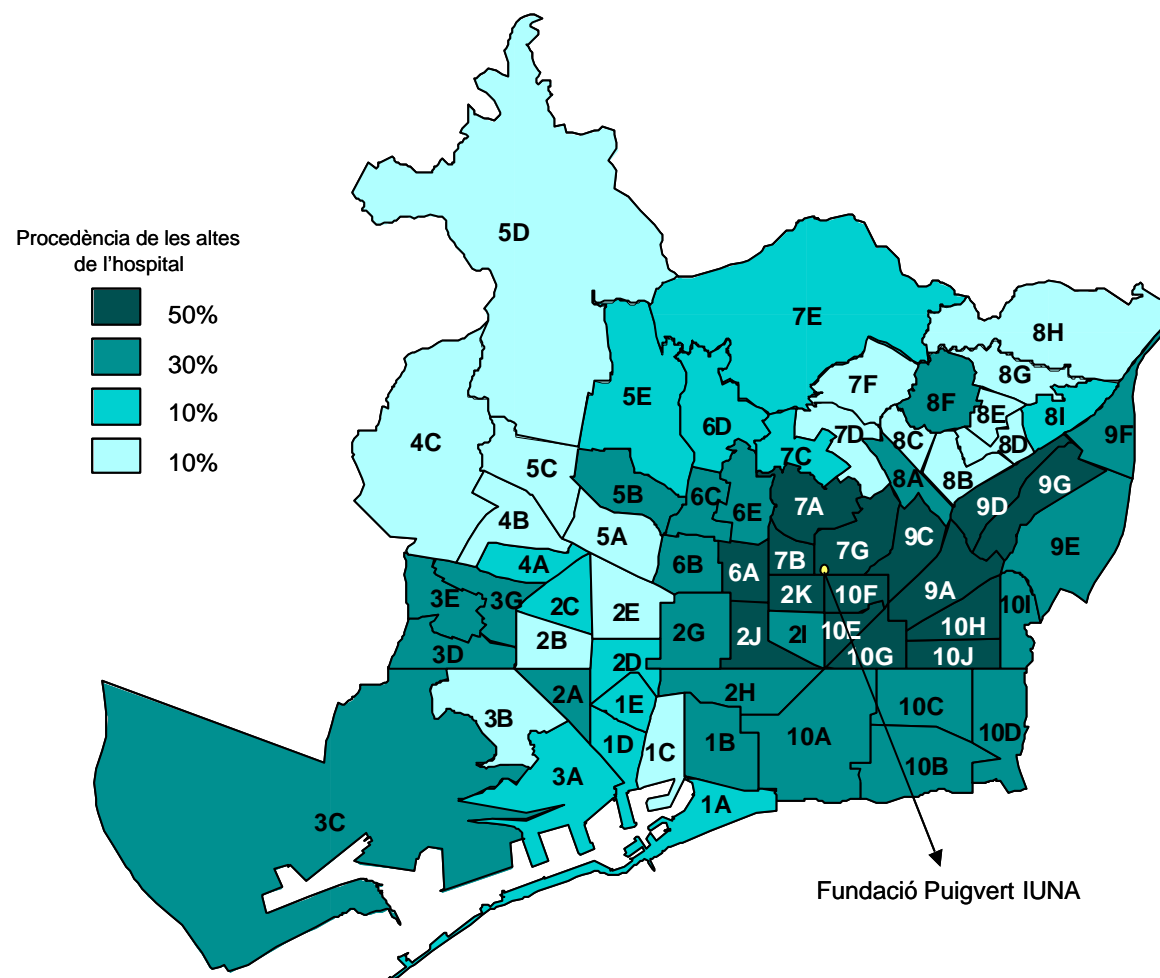 5D
Procedència de les altes
de l'hospital
50%
30%
10%
10%
7E
8H
8G
7F
8F
5E
8E
8I
6D
7D
8C
8D
9F
4C
7C
5C
8B
8A
9G
5B
6C
7A
9D
6E
4B
5A
9C
9E
7G
7B
4A
6B
6A
9A
3E
3G
2C
2E
2K
10F
10I
2B
2G
2J
2I
10E
10H
3D
2D
10G
10J
2A
2H
1E
10C
3B
1D
1C
1B
10A
10D
10B
3A
1A
3C
Fundació Puigvert IUNA